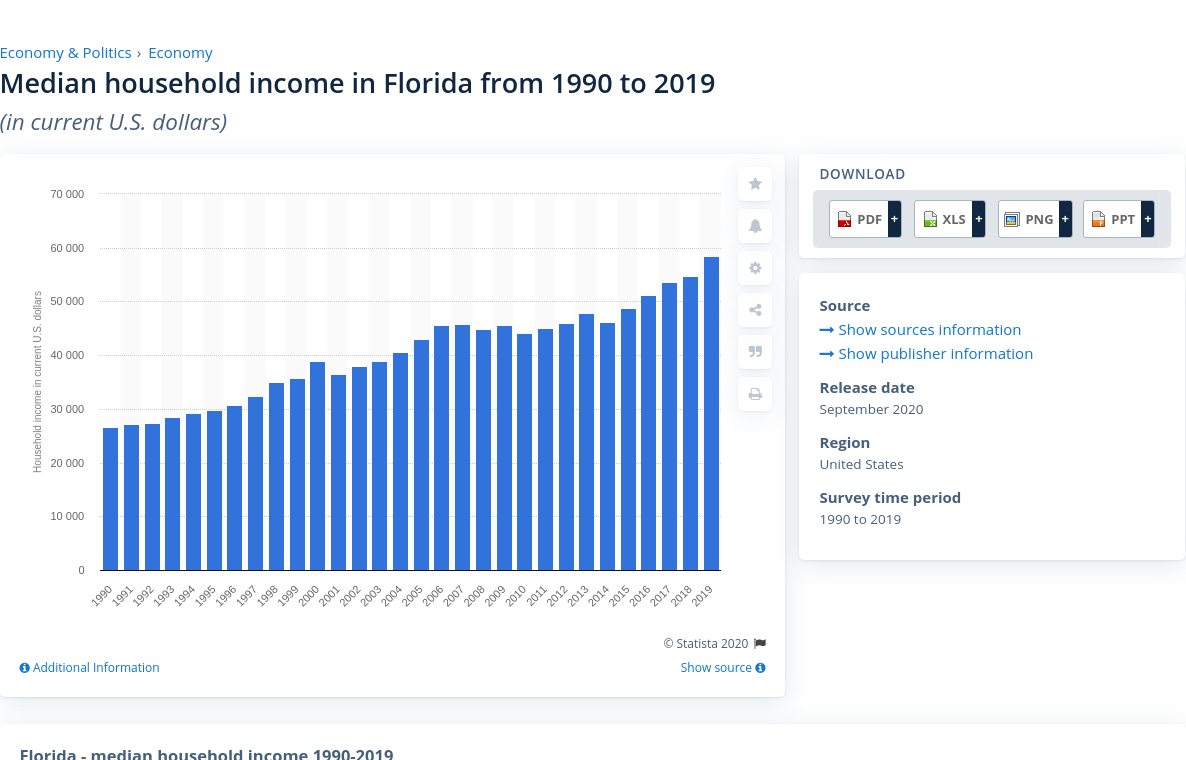 Economy & Politics › Economy
Median household income in Florida from 1990 to 2019
(in current U.S. dollars)
Household income in current U.S. dollars
70 000
60 000
50 000
40 000
30 000
20 000
10 000
0
1990 1991 1992 1993 1994 1995 1996 1997 1998 1999 2000 2001 2002 2003 2004 2005 2006 2007 2008 2009 2010 2011 2012 2013 2014 2015 2016 2017 2018 2019
© Statista 2020
Additional Information
Show source
DOWNLOAD
PDF + XLS + PNG + PPT +
Source
Show sources information
Show publisher information
Release date
September 2020
Region
United States
Survey time period
1990 to 2019
Florida - median household income 1990-2019